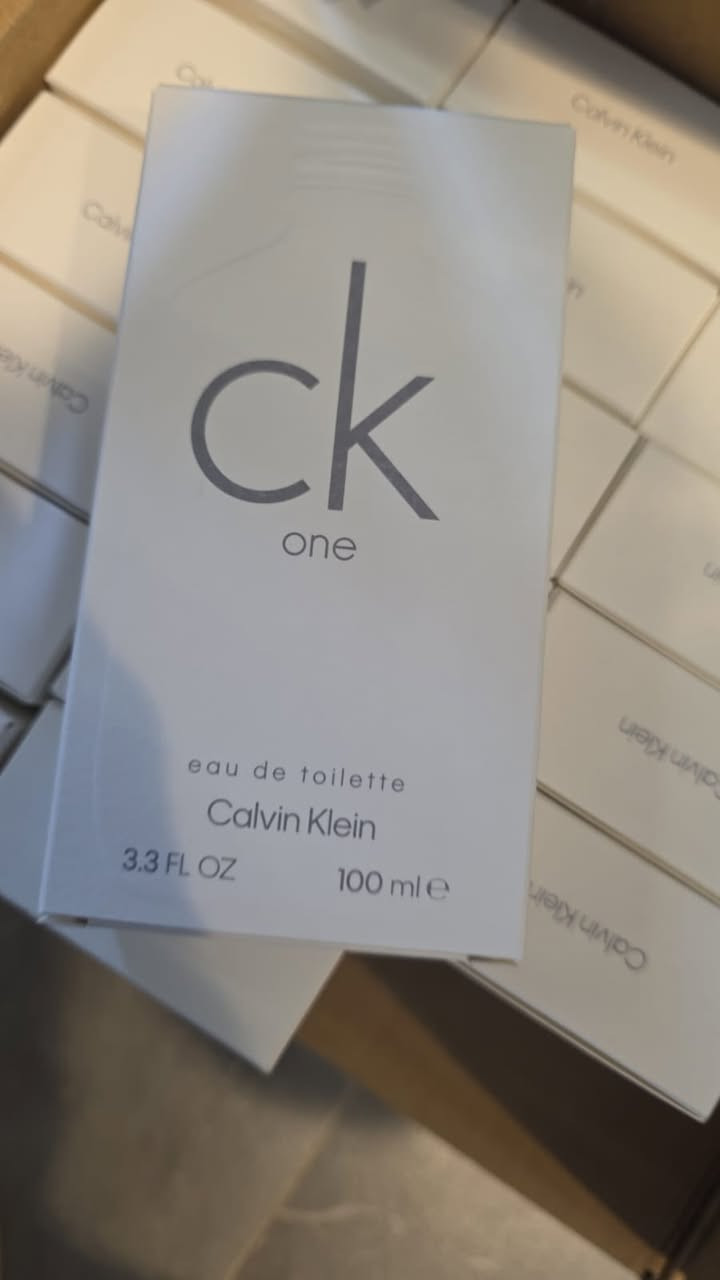 Calvin Klein
ck
one
eau de toilette
Calvin Klein
3.3 FL OZ 100 ml ℮
Calvin Klein
Calvin Klein
Calvin Klein